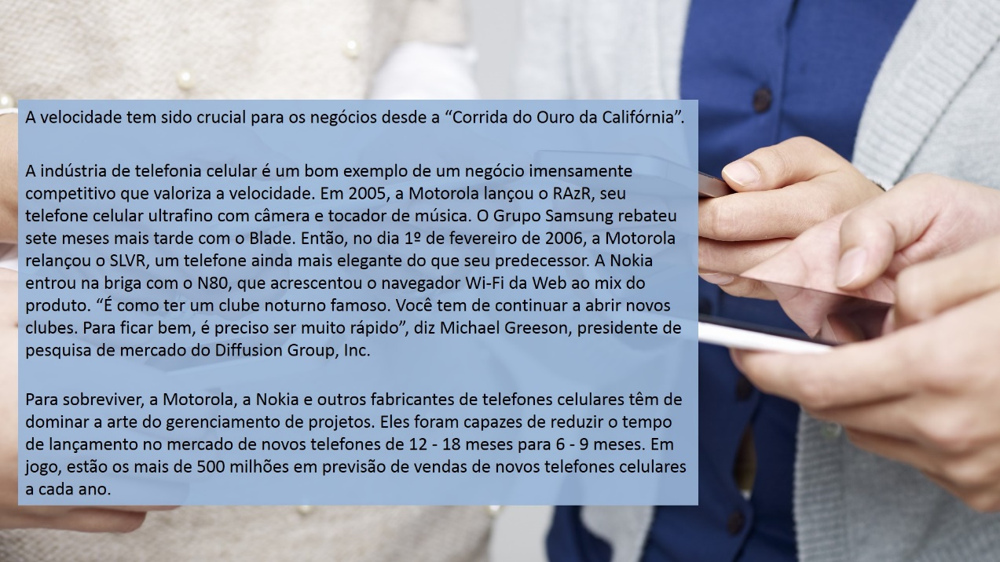 A velocidade tem sido crucial para os negócios desde a “Corrida do Ouro da Califórnia”.
A indústria de telefonia celular é um bom exemplo de um negócio imensamente
competitivo que valoriza a velocidade. Em 2005, a Motorola lançou o RAzR, seu
telefone celular ultrafino com câmera e tocador de música. O Grupo Samsung rebateu
sete meses mais tarde com o Blade. Então, no dia 1º de fevereiro de 2006, a Motorola
relançou o SLVR, um telefone ainda mais elegante do que seu predecessor. A Nokia
entrou na briga com o N80, que acrescentou o navegador Wi-Fi da Web ao mix do
produto. “É como ter um clube noturno famoso. Você tem de continuar a abrir novos
clubes. Para ficar bem, é preciso ser muito rápido”, diz Michael Greeson, presidente de
pesquisa de mercado do Diffusion Group, Inc.
Para sobreviver, a Motorola, a Nokia e outros fabricantes de telefones celulares têm de
dominar a arte do gerenciamento de projetos. Eles foram capazes de reduzir o tempo
de lançamento no mercado de novos telefones de 12 - 18 meses para 6 - 9 meses. Em
jogo, estão os mais de 500 milhões em previsão de vendas de novos telefones celulares
a cada ano.